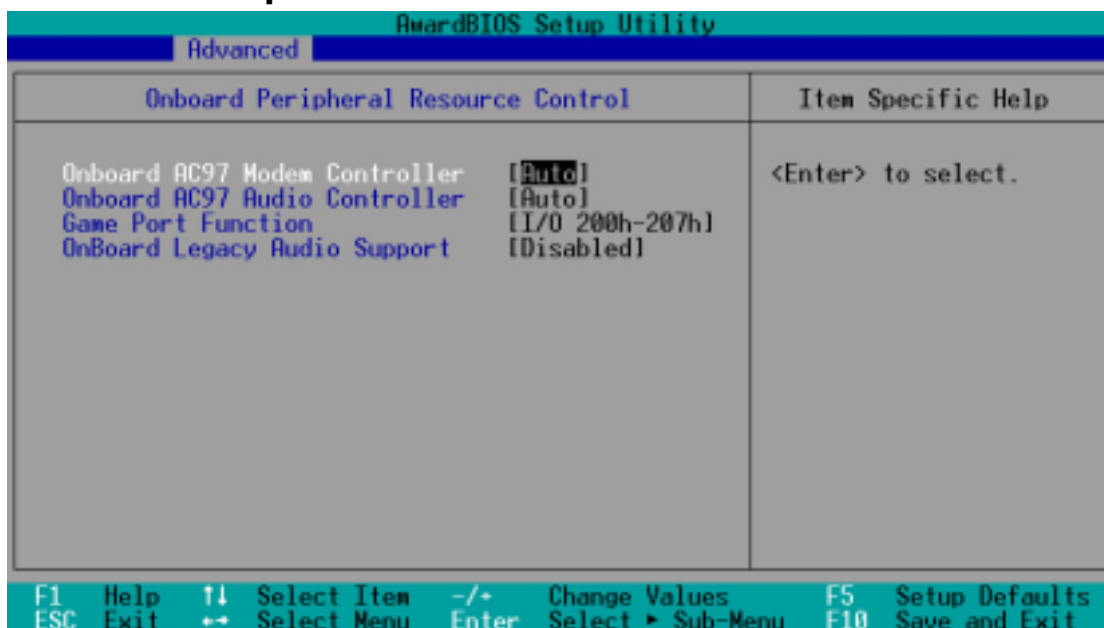 AwardBIOS Setup Utility
Advanced
Onboard Peripheral Resource Control
Item Specific Help
Onboard AC97 Modem Controller [Auto]
Onboard AC97 Audio Controller [Auto]
Game Port Function [I/O 200h-207h]
OnBoard Legacy Audio Support [Disabled]
<Enter> to select.
F1 Help ↑↓ Select Item -/+ Change Values F5 Setup Defaults
ESC Exit ←→ Select Menu Enter Select ► Sub-Menu F10 Save and Exit